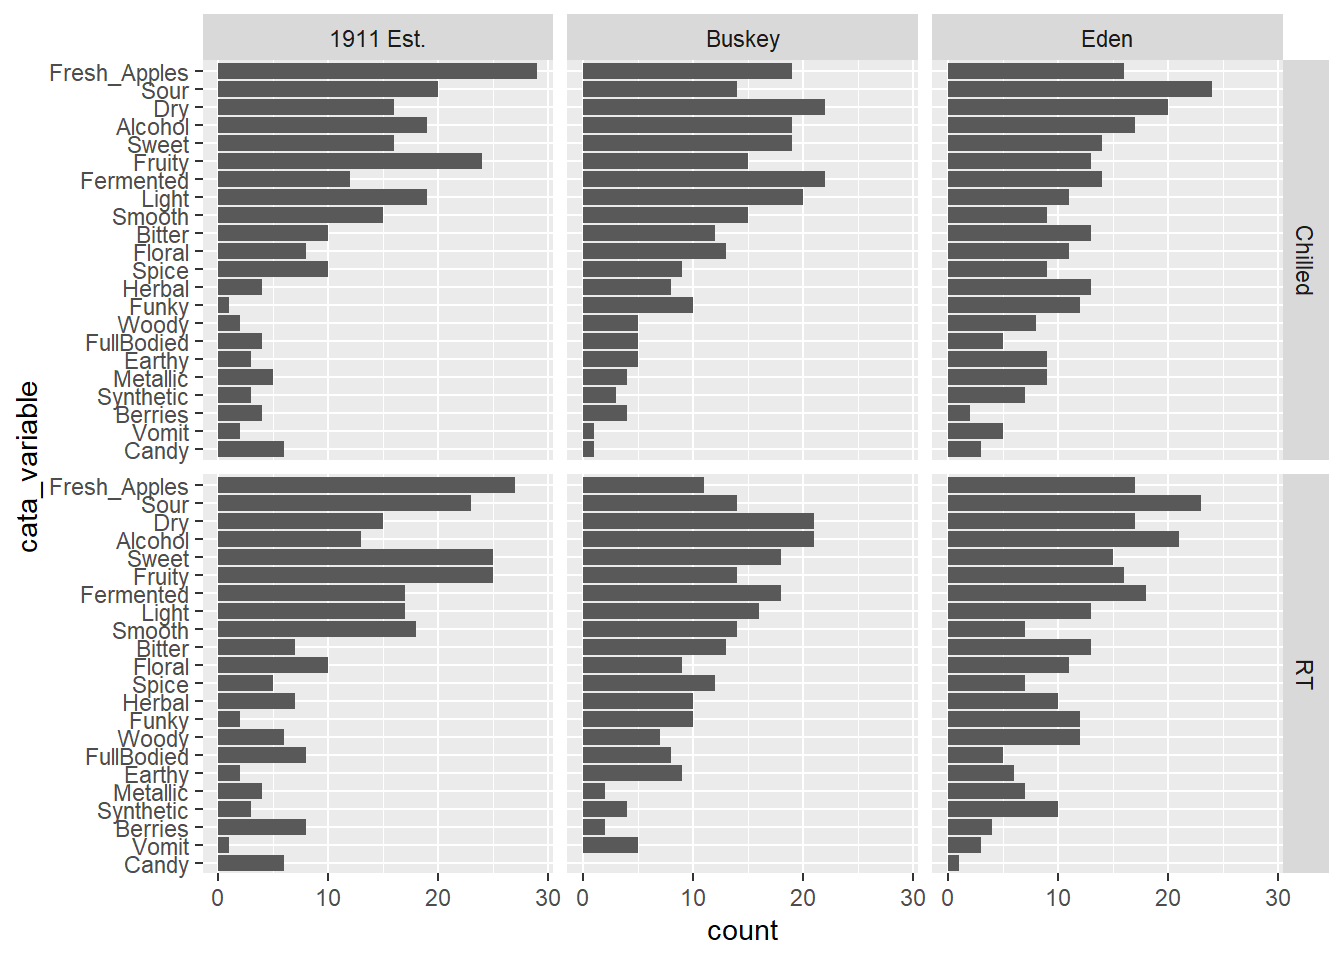 1911 Est.
Buskey
Eden
Fresh_Apples
Sour
Dry
Alcohol
Sweet
Fruity
Fermented
Light
Smooth
Bitter
Floral
Spice
Herbal
Funky
Woody
FullBodied
Earthy
Metallic
Synthetic
Berries
Vomit
Candy
Chilled
cata_variable
Fresh_Apples
Sour
Dry
Alcohol
Sweet
Fruity
Fermented
Light
Smooth
Bitter
Floral
Spice
Herbal
Funky
Woody
FullBodied
Earthy
Metallic
Synthetic
Berries
Vomit
Candy
RT
0 10 20 30 0 10 20 30 0 10 20 30
count